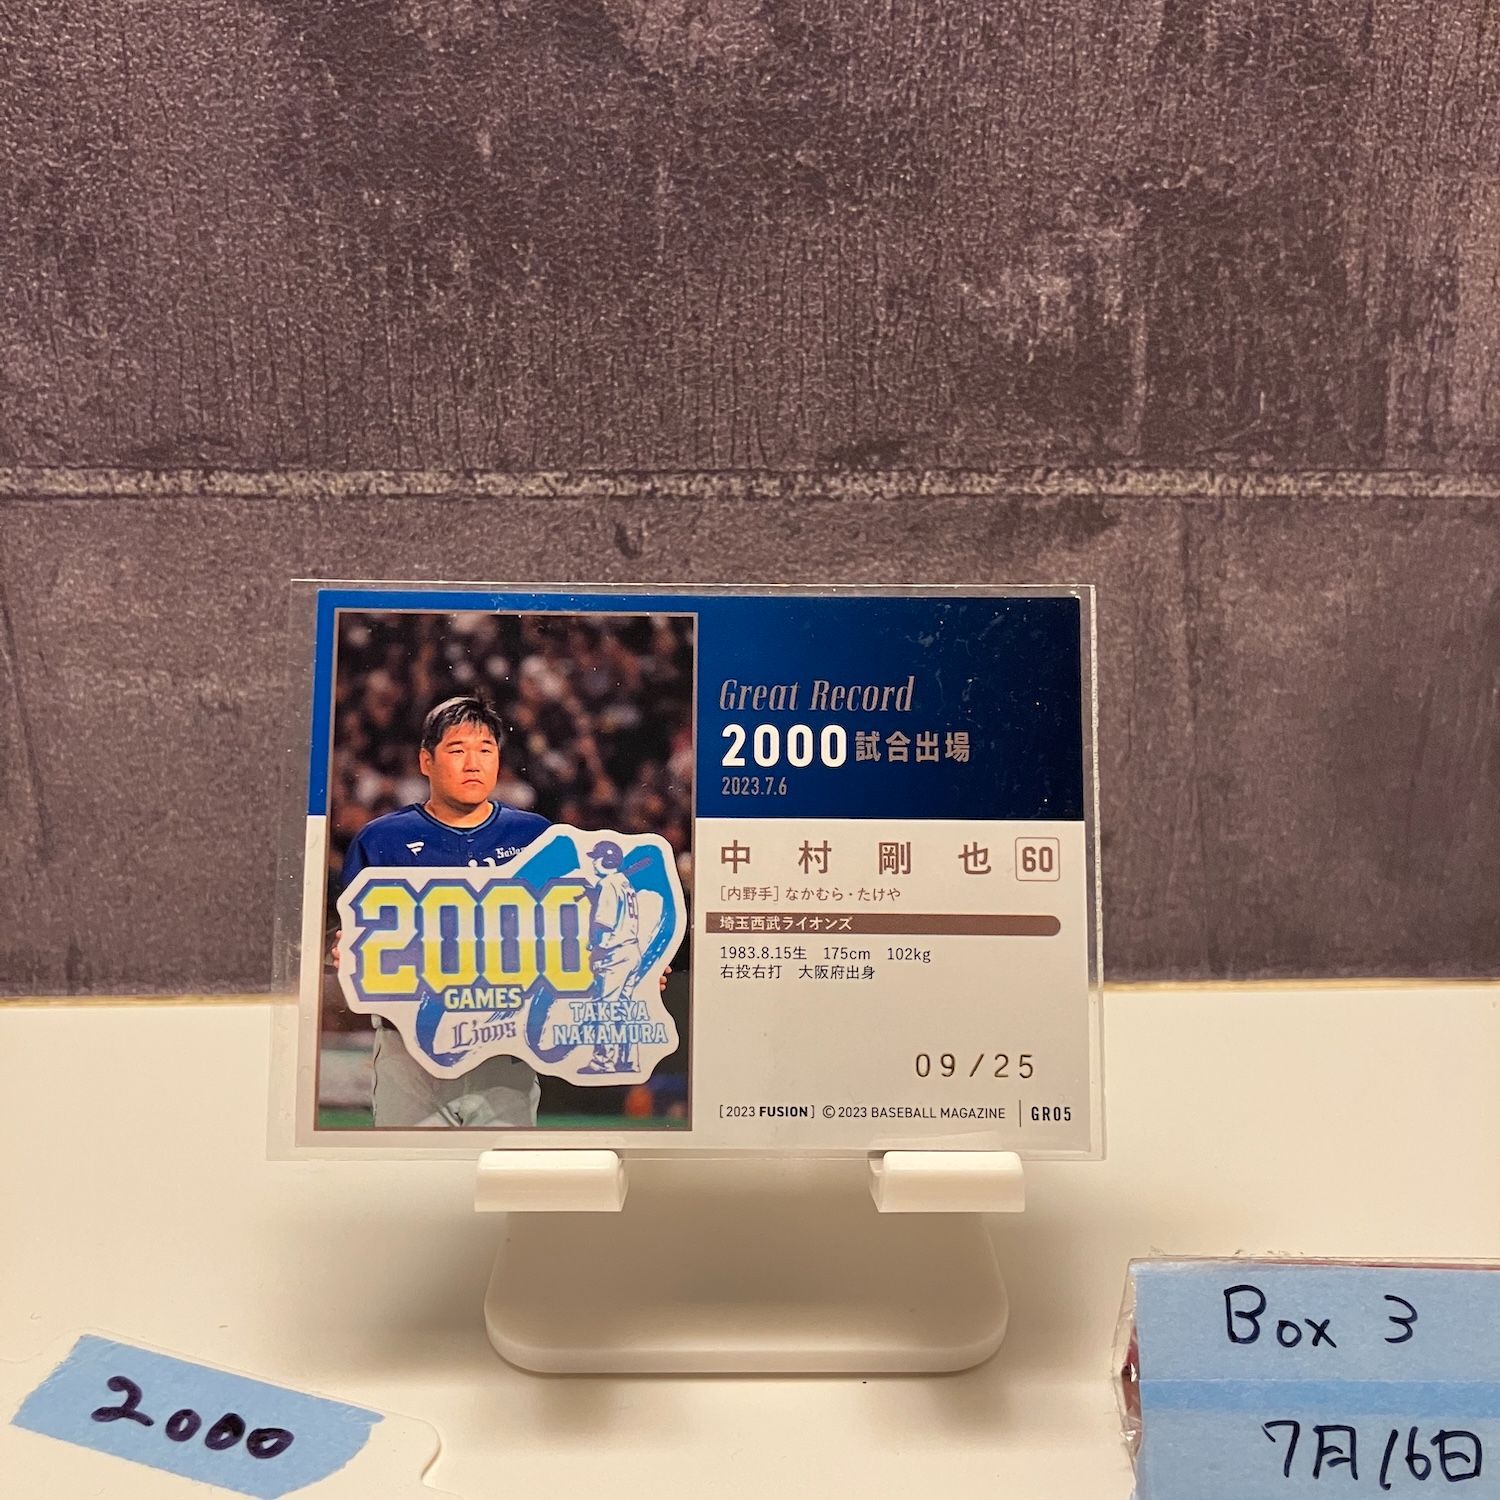 Great Record
2000試合出場
2023.7.6
中村剛也 60
[内野手] なかむら・たけや
埼玉西武ライオンズ
1983.8.15生 175cm 102kg
右投右打 大阪府出身
09/25
[2023 FUSION] ©2023 BASEBALL MAGAZINE GR05
2000
GAMES
Lions
TAKEYA
NAKAMURA
2000
Box 3
7月16日